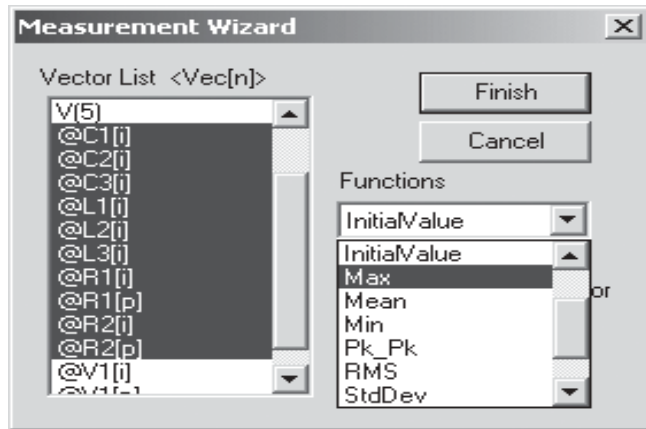 Measurement Wizard
Vector List <Vec[n]>
V(5)
@C1[i]
@C2[i]
@C3[i]
@L1[i]
@L2[i]
@L3[i]
@R1[i]
@R1[p]
@R2[i]
@R2[p]
@V1[i]
Finish
Cancel
Functions
InitialValue
InitialValue
Max
Mean
Min
Pk_Pk
RMS
StdDev
or